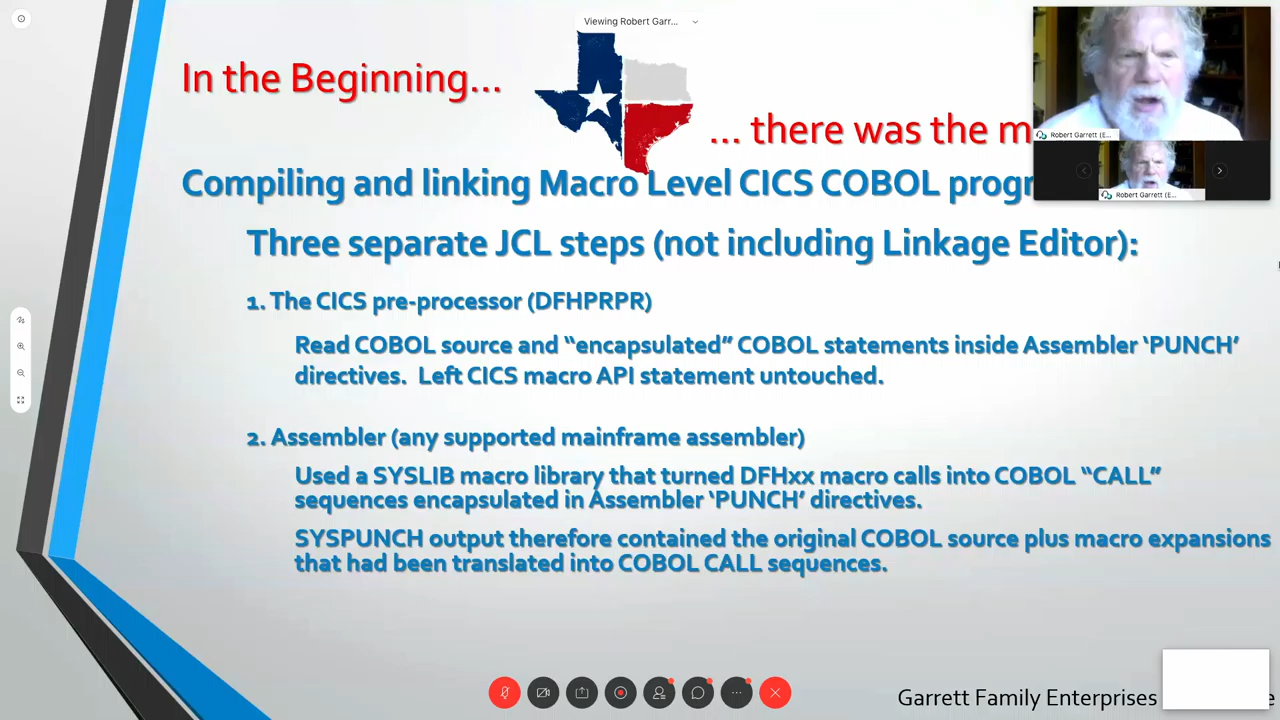 Viewing Robert Garr...
In the Beginning...
... there was the m
Robert Garrett (E...
Robert Garrett (E...
Compiling and linking Macro Level CICS COBOL progr
Three separate JCL steps (not including Linkage Editor):
1. The CICS pre-processor (DFHPRPR)
Read COBOL source and “encapsulated” COBOL statements inside Assembler ‘PUNCH’
directives. Left CICS macro API statement untouched.
2. Assembler (any supported mainframe assembler)
Used a SYSLIB macro library that turned DFHxx macro calls into COBOL “CALL”
sequences encapsulated in Assembler ‘PUNCH’ directives.
SYSPUNCH output therefore contained the original COBOL source plus macro expansions
that had been translated into COBOL CALL sequences.
Garrett Family Enterprises